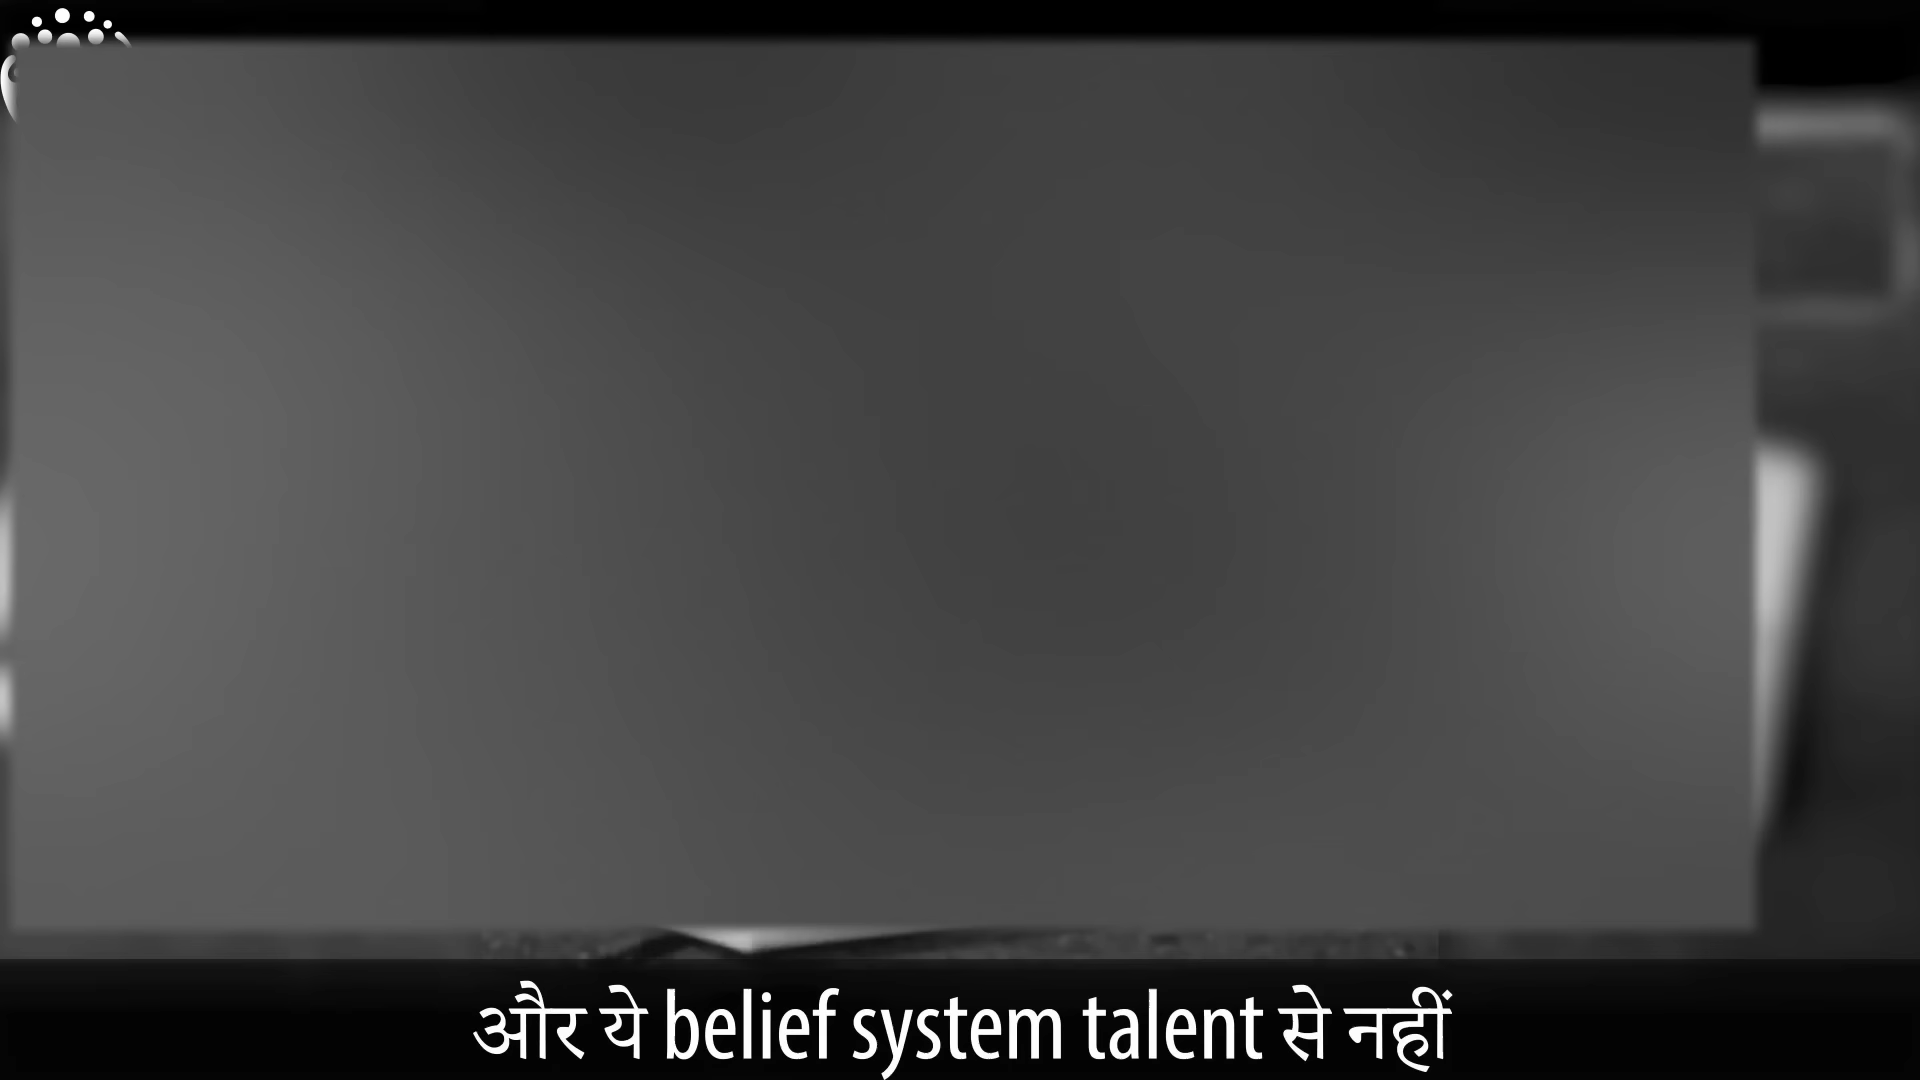 और ये belief system talent से नहीं